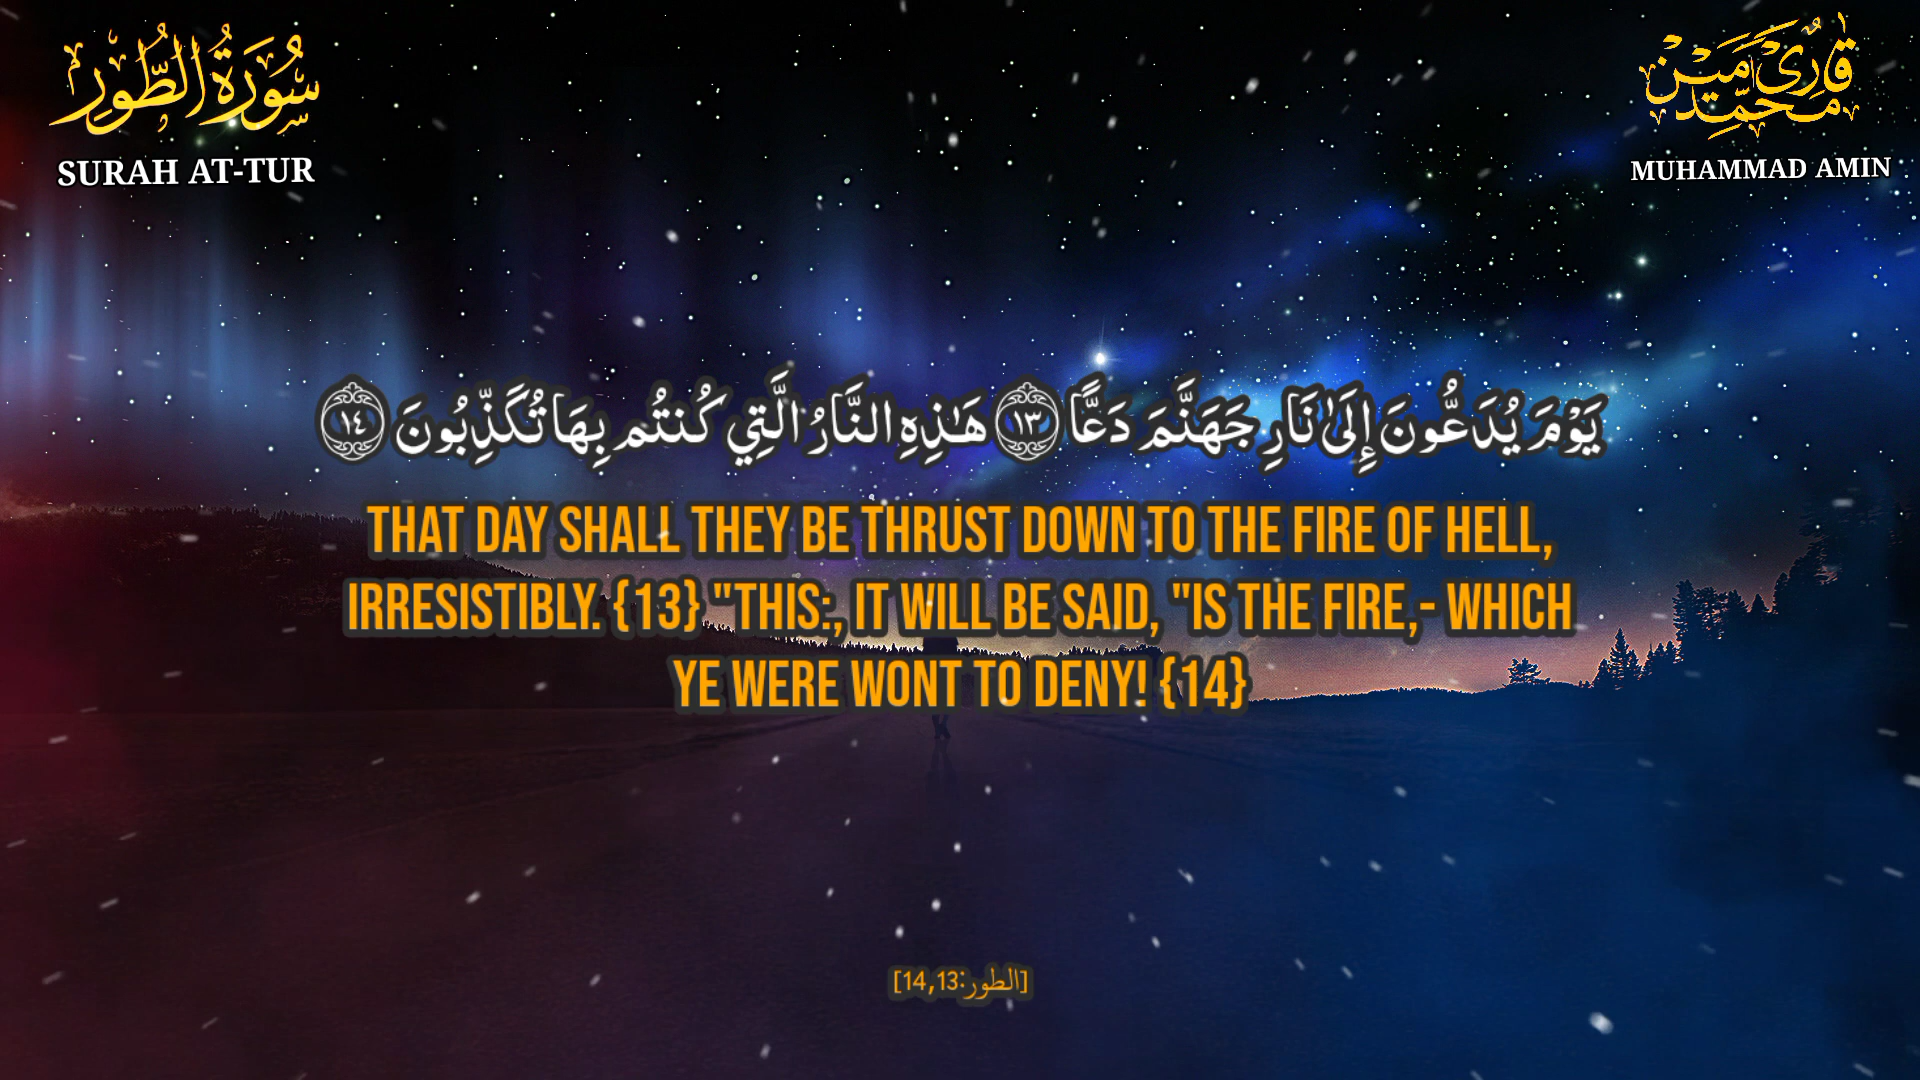 سُورَةُ الطُّورِ
SURAH AT-TUR
قارئ محمد أمين
MUHAMMAD AMIN
يَوْمَ يُدَعُّونَ إِلَىٰ نَارِ جَهَنَّمَ دَعًّا ١٣ هَـٰذِهِ النَّارُ الَّتِي كُنتُم بِهَا تُكَذِّبُونَ ١٤
THAT DAY SHALL THEY BE THRUST DOWN TO THE FIRE OF HELL,
IRRESISTIBLY. {13} "THIS:, IT WILL BE SAID, "IS THE FIRE,- WHICH
YE WERE WONT TO DENY! {14}
[الطور:14,13]